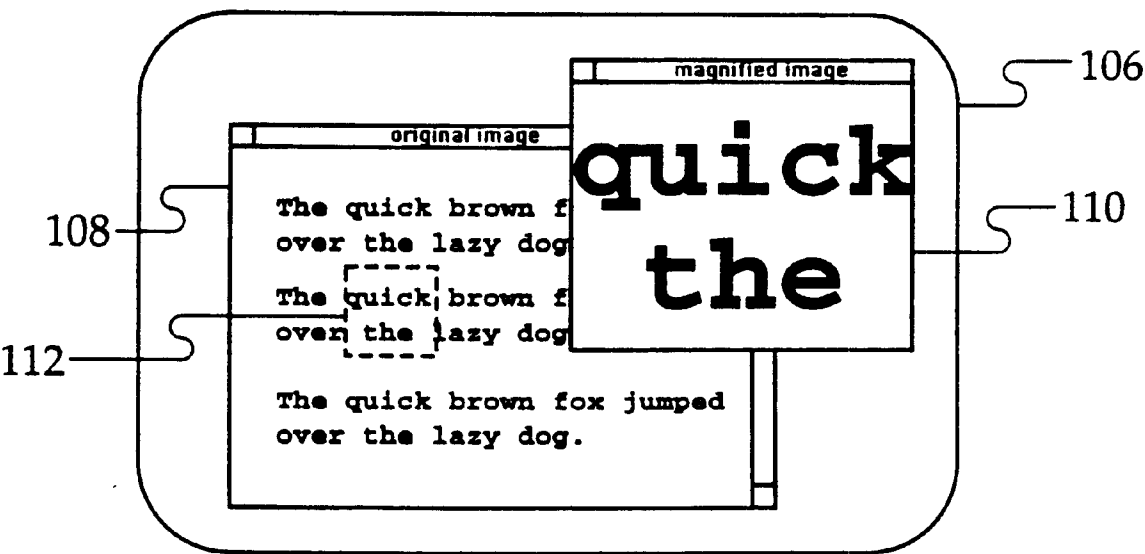 magnified image
106
original image
quick
the
110
108
The quick brown f
over the lazy dog
The quick brown f
over the lazy dog
112
The quick brown fox jumped
over the lazy dog.